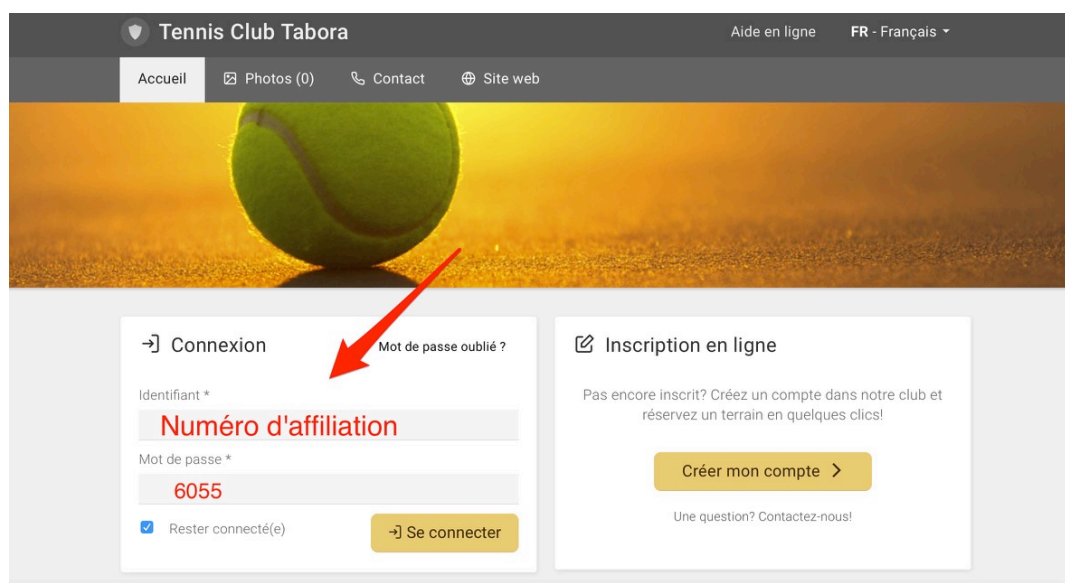 Tennis Club Tabora
Aide en ligne
FR - Français
Accueil
Photos (0)
Contact
Site web
Connexion
Mot de passe oublié ?
Identifiant *
Numéro d'affiliation
Mot de passe *
6055
Rester connecté(e)
Se connecter
Inscription en ligne
Pas encore inscrit? Créez un compte dans notre club et
réservez un terrain en quelques clics!
Créer mon compte
Une question? Contactez-nous!